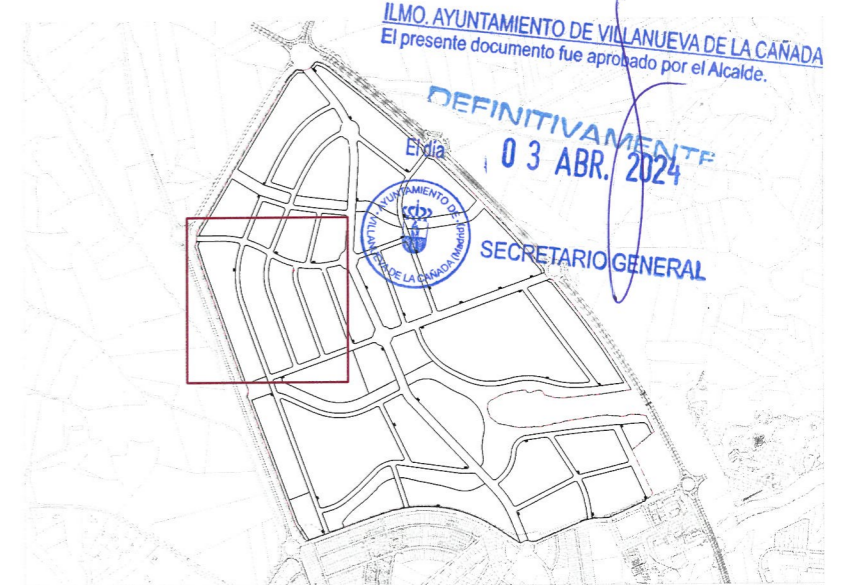 ILMO. AYUNTAMIENTO DE VILLANUEVA DE LA CAÑADA
El presente documento fue aprobado por el Alcalde.
DEFINITIVAMENTE
El día
03 ABR. 2024
AYUNTAMIENTO DE
VILLANUEVA DE LA CAÑADA (Madrid)
SECRETARIO GENERAL